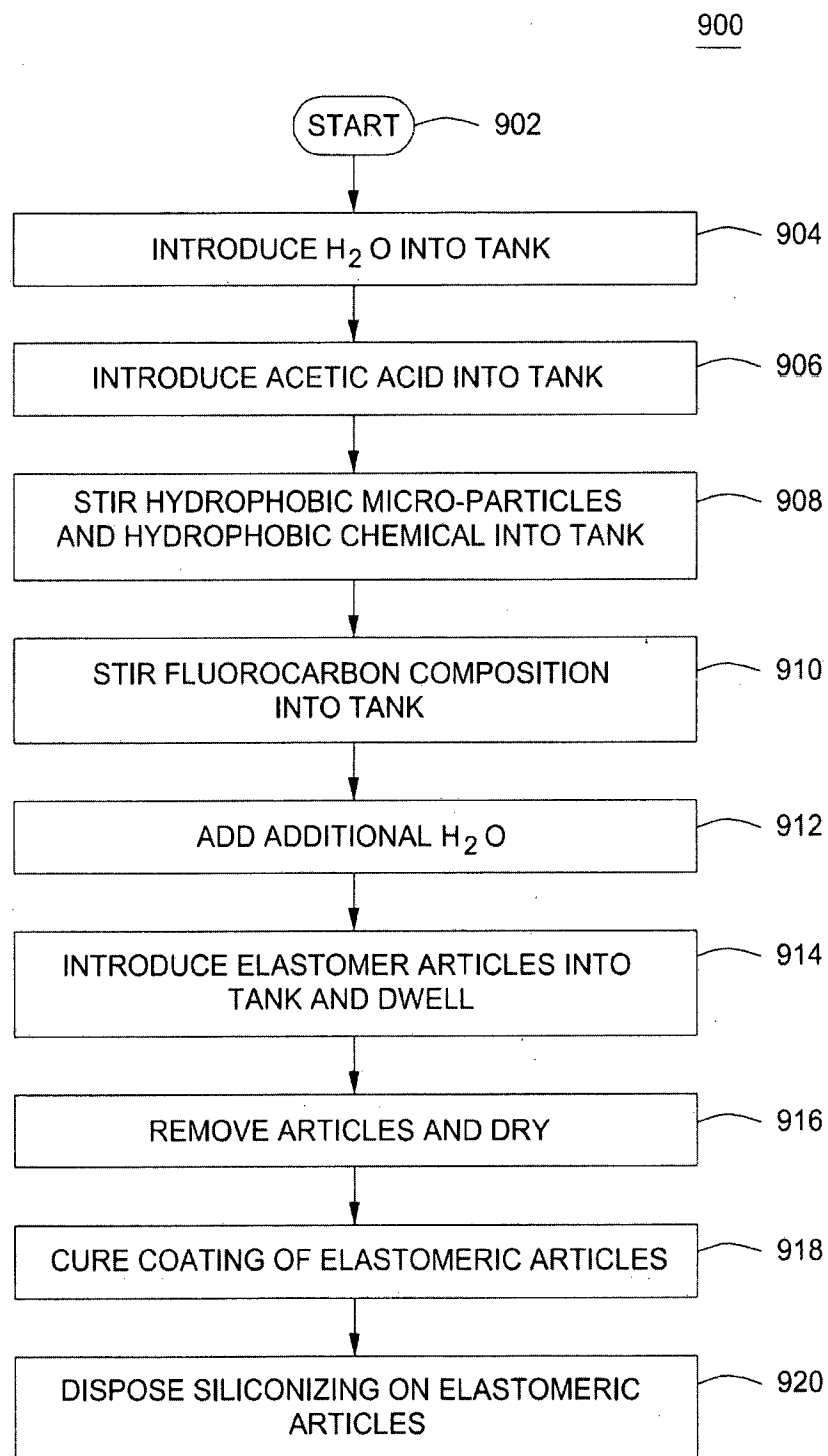 900
START
902
INTRODUCE H2O INTO TANK
904
INTRODUCE ACETIC ACID INTO TANK
906
STIR HYDROPHOBIC MICRO-PARTICLES
AND HYDROPHOBIC CHEMICAL INTO TANK
908
STIR FLUOROCARBON COMPOSITION
INTO TANK
910
ADD ADDITIONAL H2O
912
INTRODUCE ELASTOMER ARTICLES INTO
TANK AND DWELL
914
REMOVE ARTICLES AND DRY
916
CURE COATING OF ELASTOMERIC ARTICLES
918
DISPOSE SILICONIZING ON ELASTOMERIC
ARTICLES
920